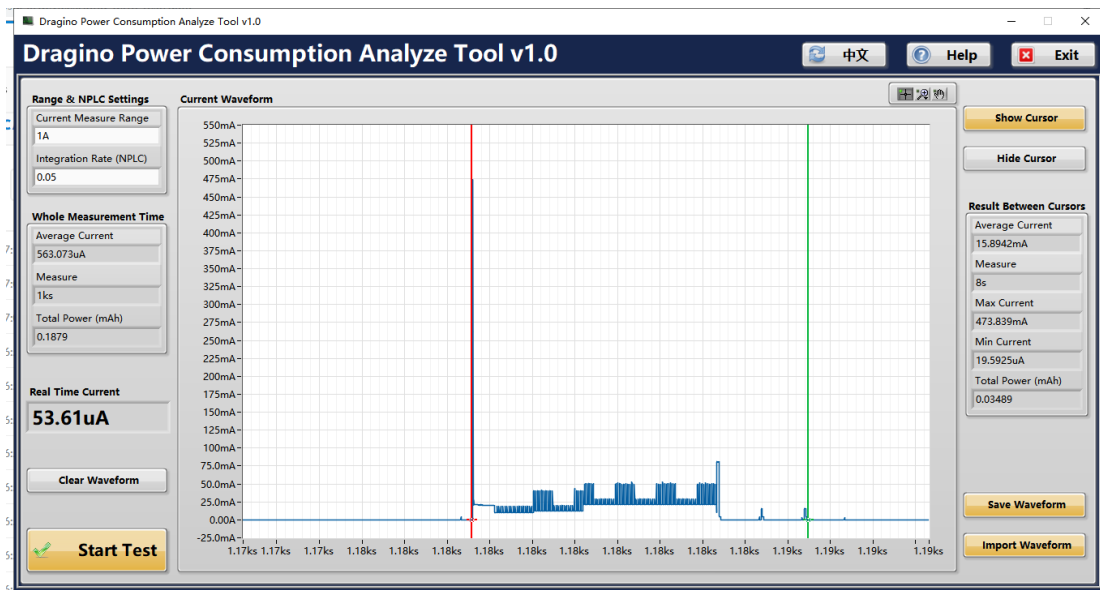 Dragino Power Consumption Analyze Tool v1.0
Dragino Power Consumption Analyze Tool v1.0
中文
Help
Exit
Range & NPLC Settings
Current Measure Range
1A
Integration Rate (NPLC)
0.05
Whole Measurement Time
Average Current
563.073uA
Measure
1ks
Total Power (mAh)
0.1879
Real Time Current
53.61uA
Clear Waveform
Start Test
Current Waveform
550mA
525mA
500mA
475mA
450mA
425mA
400mA
375mA
350mA
325mA
300mA
275mA
250mA
225mA
200mA
175mA
150mA
125mA
100mA
75.0mA
50.0mA
25.0mA
0.00A
-25.0mA
1.17ks 1.17ks 1.17ks 1.18ks 1.18ks 1.18ks 1.18ks 1.18ks 1.18ks 1.18ks 1.18ks 1.18ks 1.18ks 1.19ks 1.19ks 1.19ks 1.19ks
Show Cursor
Hide Cursor
Result Between Cursors
Average Current
15.8942mA
Measure
8s
Max Current
473.839mA
Min Current
19.5925uA
Total Power (mAh)
0.03489
Save Waveform
Import Waveform